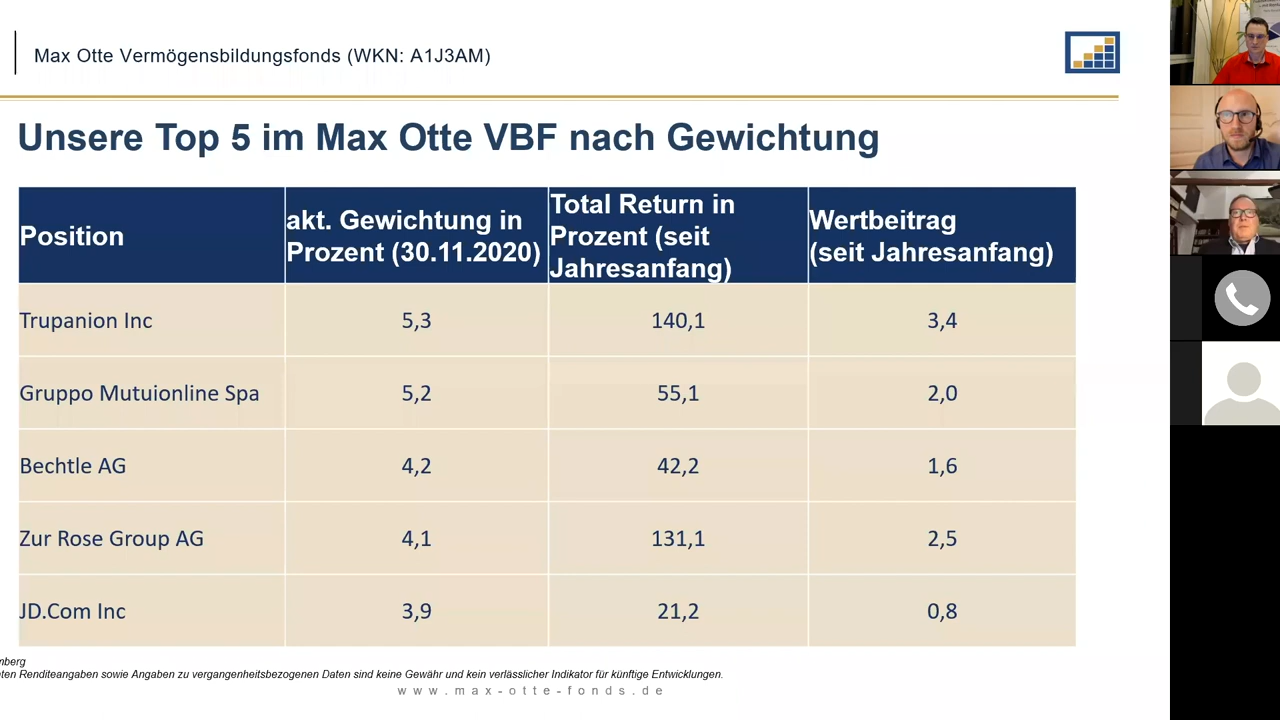 Max Otte Vermögensbildungsfonds (WKN: A1J3AM)
Unsere Top 5 im Max Otte VBF nach Gewichtung
Position
akt. Gewichtung in
Prozent (30.11.2020)
Total Return in
Prozent (seit
Jahresanfang)
Wertbeitrag
(seit Jahresanfang)
Trupanion Inc 5,3 140,1 3,4
Gruppo Mutuionline Spa 5,2 55,1 2,0
Bechtle AG 4,2 42,2 1,6
Zur Rose Group AG 4,1 131,1 2,5
JD.Com Inc 3,9 21,2 0,8
Renditeangaben sowie Angaben zu vergangenheitsbezogenen Daten sind keine Gewähr und kein verlässlicher Indikator für künftige Entwicklungen.
www.max-otte-fonds.de